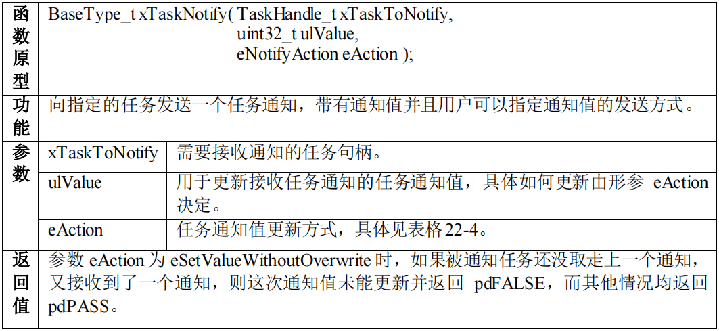 函数原型
BaseType_t xTaskNotify( TaskHandle_t xTaskToNotify,
uint32_t ulValue,
eNotifyAction eAction );
功能
向指定的任务发送一个任务通知，带有通知值并且用户可以指定通知值的发送方式。
参数
xTaskToNotify 需要接收通知的任务句柄。
ulValue 用于更新接收任务通知的任务通知值，具体如何更新由形参 eAction
决定。
eAction 任务通知值更新方式，具体见表格 22-4。
返回值
参数 eAction 为 eSetValueWithoutOverwrite 时，如果被通知任务还没取走上一个通知，
又接收到了一个通知，则这次通知值未能更新并返回 pdFALSE，而其他情况均返回
pdPASS。